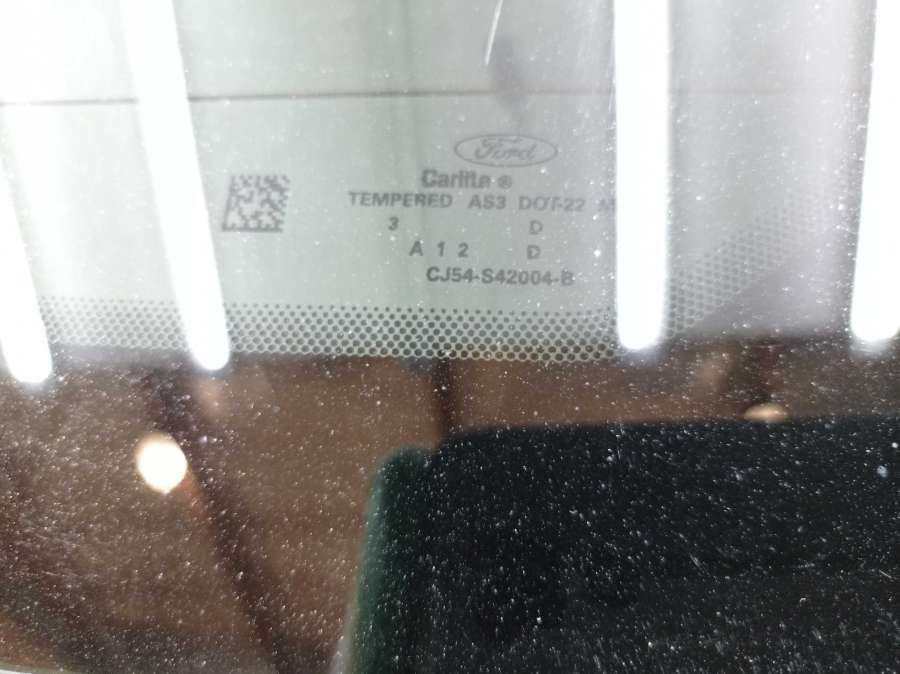 Ford
Carlite ®
TEMPERED AS3 DOT-22 M
3 D
A 1 2 D
CJ54-S42004-B